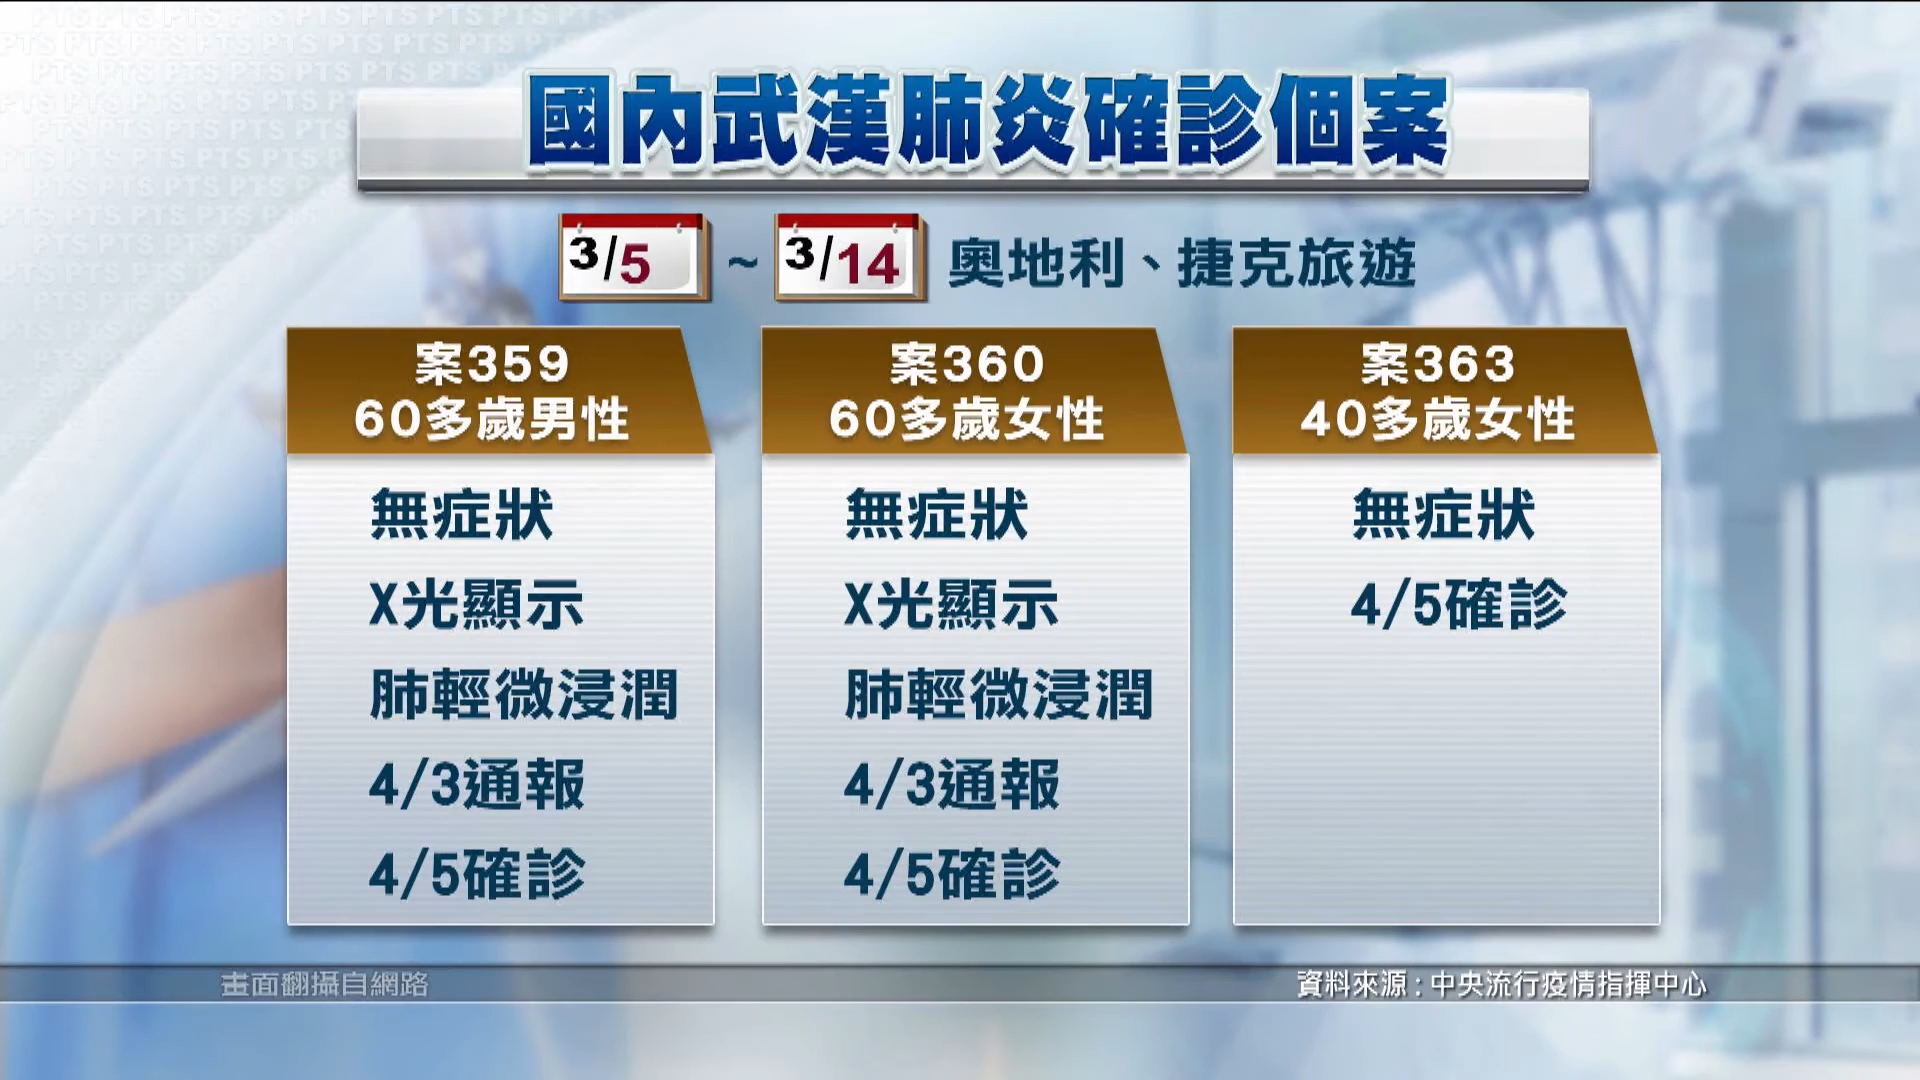 國內武漢肺炎確診個案
3/5 ~ 3/14 奧地利、捷克旅遊
案359
60多歲男性
無症狀
X光顯示
肺輕微浸潤
4/3通報
4/5確診
案360
60多歲女性
無症狀
X光顯示
肺輕微浸潤
4/3通報
4/5確診
案363
40多歲女性
無症狀
4/5確診
畫面翻攝自網路
資料來源:中央流行疫情指揮中心